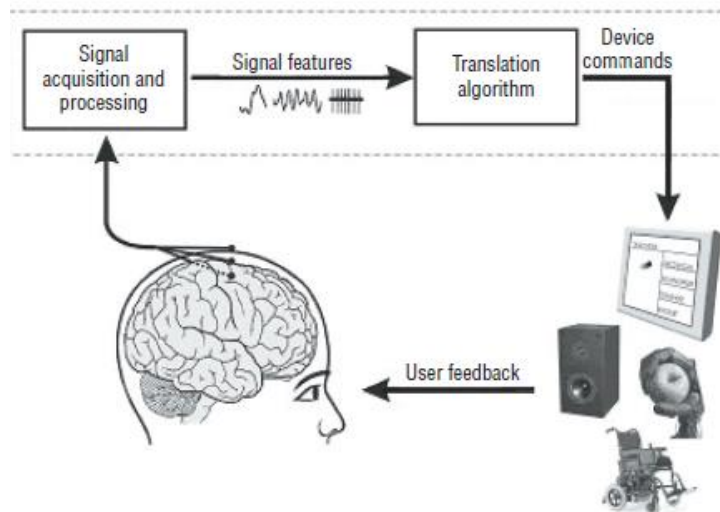 Signal
acquisition and
processing
Signal features
Translation
algorithm
Device
commands
User feedback